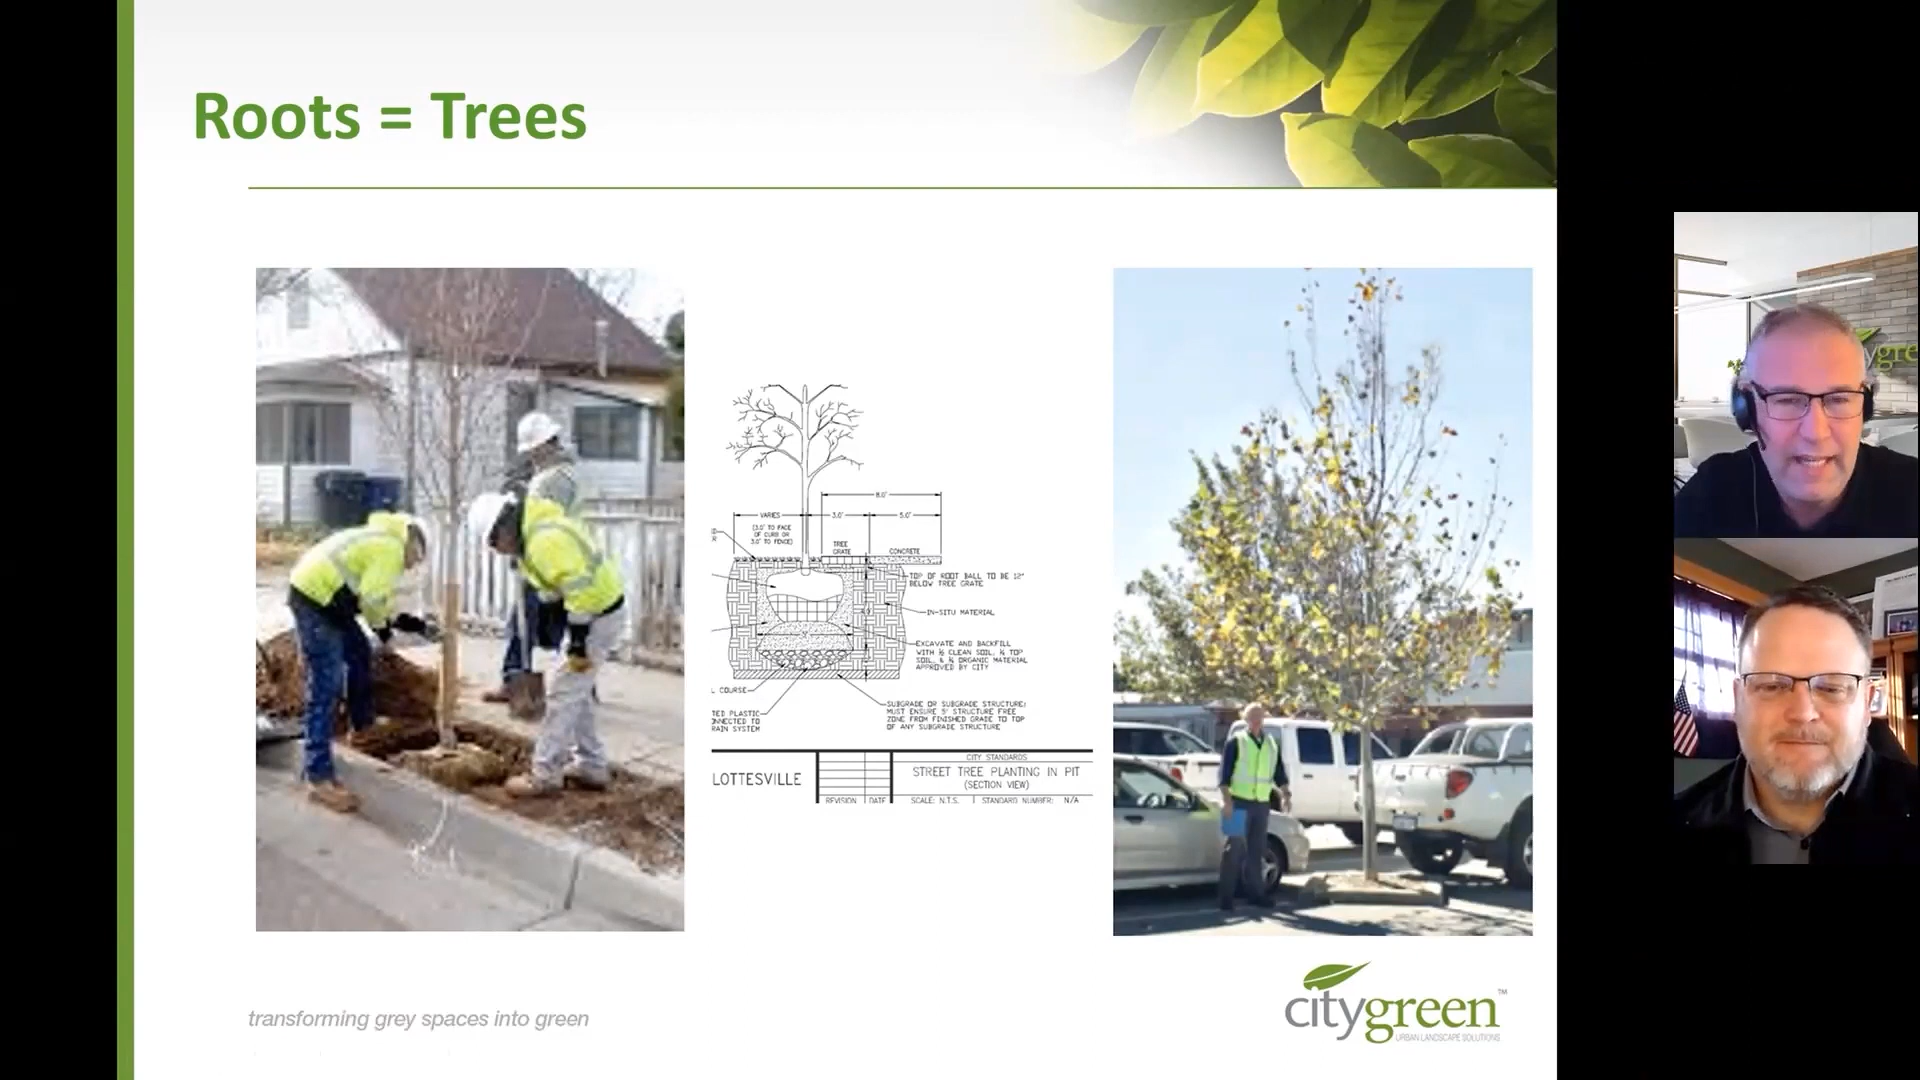 Roots = Trees
8.0'
VARIES
3.0'
5.0'
(3.0' TO FACE
OF CURB OR
3.0' TO FENCE)
TREE
GRATE
CONCRETE
TOP OF ROOT BALL TO BE 12"
BELOW TREE GRATE
IN-SITU MATERIAL
EXCAVATE AND BACKFILL
WITH ⅓ CLEAN SOIL, ⅓ TOP
SOIL, & ⅓ ORGANIC MATERIAL
APPROVED BY CITY
L COURSE
TED PLASTIC
NNECTED TO
RAIN SYSTEM
SUBGRADE OR SUBGRADE STRUCTURE;
MUST ENSURE 5' STRUCTURE FREE
ZONE FROM FINISHED GRADE TO TOP
OF ANY SUBGRADE STRUCTURE
LOTTESVILLE
REVISION DATE
CITY STANDARDS
STREET TREE PLANTING IN PIT
(SECTION VIEW)
SCALE: N.T.S. STANDARD NUMBER: N/A
transforming grey spaces into green
citygreen™
URBAN LANDSCAPE SOLUTIONS
ygre